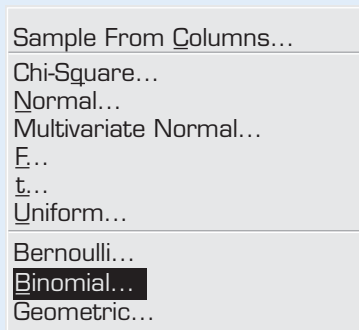 Sample From Columns...
Chi-Square...
Normal...
Multivariate Normal...
F...
t...
Uniform...
Bernoulli...
Binomial...
Geometric...